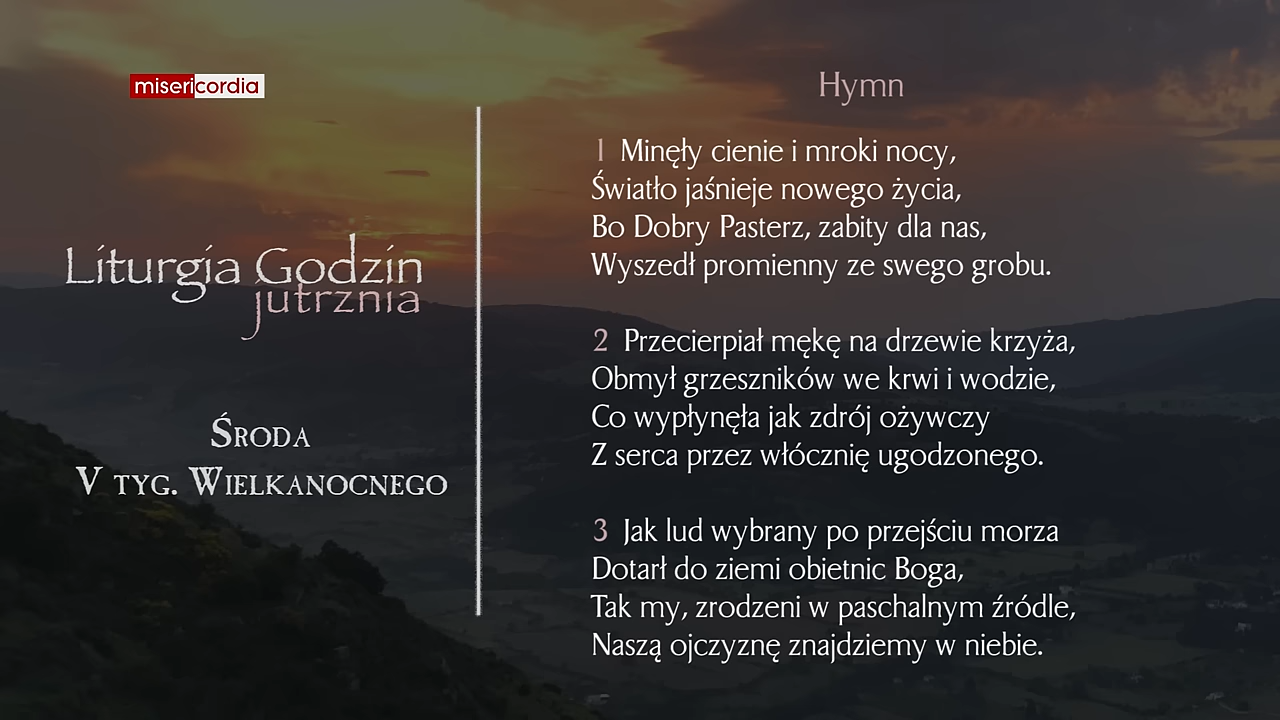 misericordia
Liturgia Godzin
jutrznia
Środa
V tyg. Wielkanocnego
Hymn
1 Minęły cienie i mroki nocy,
Światło jaśnieje nowego życia,
Bo Dobry Pasterz, zabity dla nas,
Wyszedł promienny ze swego grobu.
2 Przecierpiał mękę na drzewie krzyża,
Obmył grzeszników we krwi i wodzie,
Co wypłynęła jak zdrój ożywczy
Z serca przez włócznię ugodzonego.
3 Jak lud wybrany po przejściu morza
Dotarł do ziemi obietnic Boga,
Tak my, zrodzeni w paschalnym źródle,
Naszą ojczyznę znajdziemy w niebie.